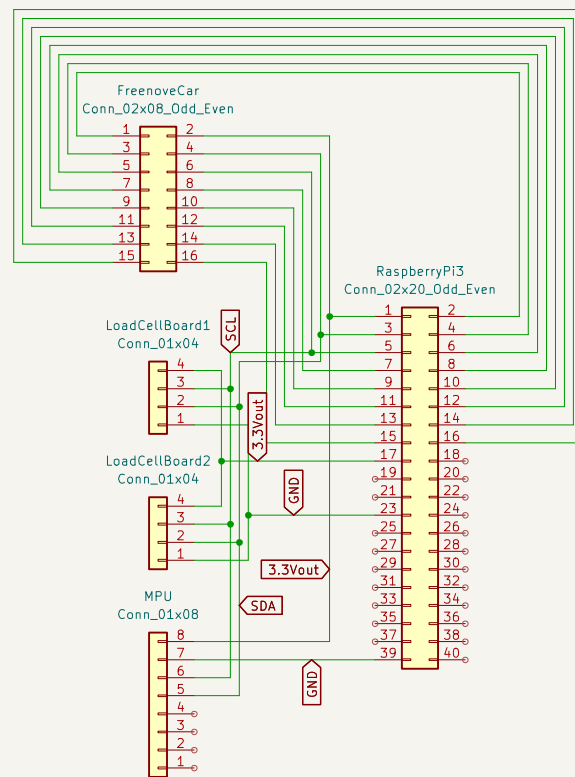 FreenoveCar
Conn_02x08_Odd_Even
1 2
3 4
5 6
7 8
9 10
11 12
13 14
15 16
RaspberryPi3
Conn_02x20_Odd_Even
1 2
3 4
5 6
7 8
9 10
11 12
13 14
15 16
17 18
19 20
21 22
23 24
25 26
27 28
29 30
31 32
33 34
35 36
37 38
39 40
SCL
LoadCellBoard1
Conn_01x04
4
3
2
1
3.3Vout
LoadCellBoard2
Conn_01x04
4
3
2
1
GND
3.3Vout
SDA
MPU
Conn_01x08
8
7
6
5
4
3
2
1
GND